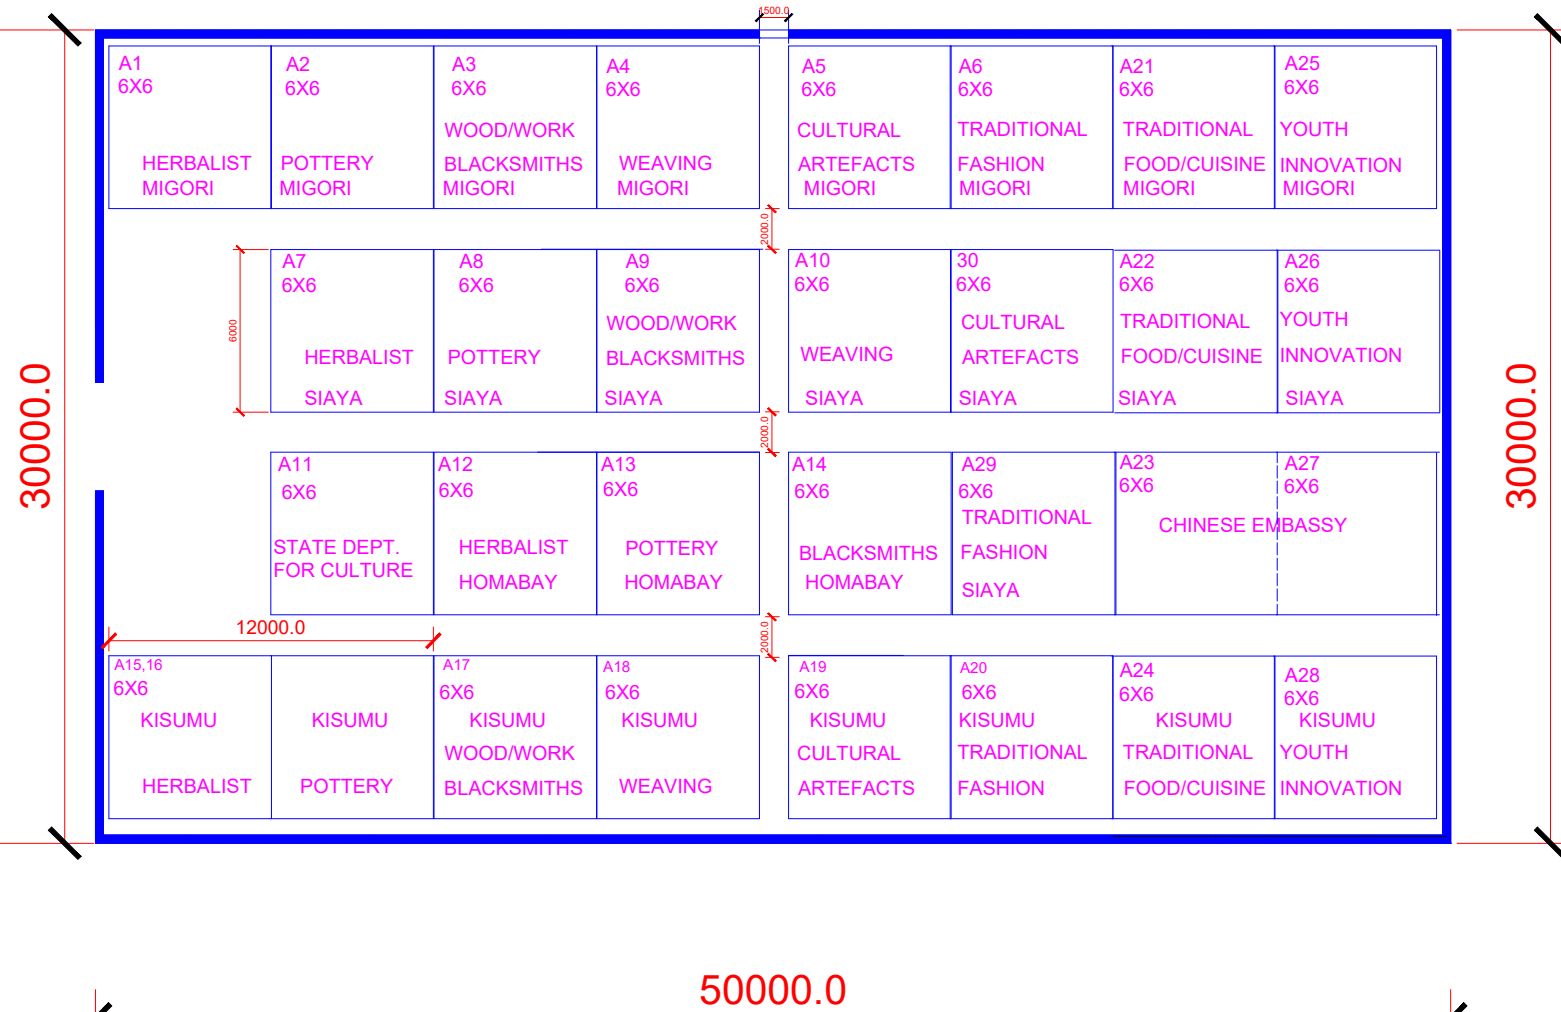 1500.0
A1
6X6
HERBALIST
MIGORI
A2
6X6
POTTERY
MIGORI
A3
6X6
WOOD/WORK
BLACKSMITHS
MIGORI
A4
6X6
WEAVING
MIGORI
A5
6X6
CULTURAL
ARTEFACTS
MIGORI
A6
6X6
TRADITIONAL
FASHION
MIGORI
A21
6X6
TRADITIONAL
FOOD/CUISINE
MIGORI
A25
6X6
YOUTH
INNOVATION
MIGORI
2000.0
6000
A7
6X6
HERBALIST
SIAYA
A8
6X6
POTTERY
SIAYA
A9
6X6
WOOD/WORK
BLACKSMITHS
SIAYA
A10
6X6
WEAVING
SIAYA
30
6X6
CULTURAL
ARTEFACTS
SIAYA
A22
6X6
TRADITIONAL
FOOD/CUISINE
SIAYA
A26
6X6
YOUTH
INNOVATION
SIAYA
30000.0
30000.0
2000.0
A11
6X6
STATE DEPT.
FOR CULTURE
A12
6X6
HERBALIST
HOMABAY
A13
6X6
POTTERY
HOMABAY
A14
6X6
BLACKSMITHS
HOMABAY
A29
6X6
TRADITIONAL
FASHION
SIAYA
A23
6X6
A27
6X6
CHINESE EMBASSY
12000.0
2000.0
A15,16
6X6
KISUMU
HERBALIST
KISUMU
POTTERY
A17
6X6
KISUMU
WOOD/WORK
BLACKSMITHS
A18
6X6
KISUMU
WEAVING
A19
6X6
KISUMU
CULTURAL
ARTEFACTS
A20
6X6
KISUMU
TRADITIONAL
FASHION
A24
6X6
KISUMU
TRADITIONAL
FOOD/CUISINE
A28
6X6
KISUMU
YOUTH
INNOVATION
50000.0